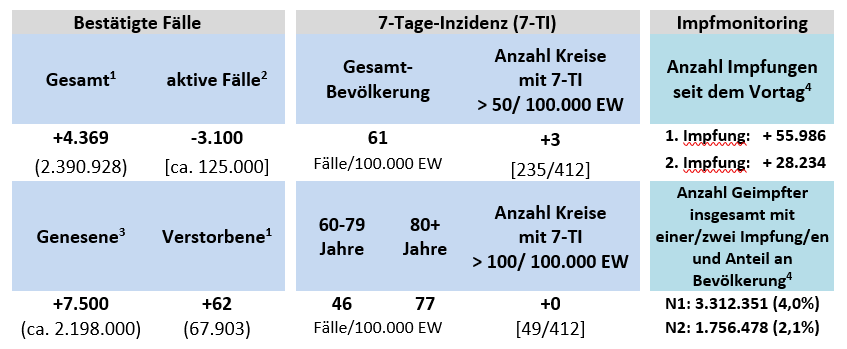 Bestätigte Fälle
7-Tage-Inzidenz (7-TI)
Impfmonitoring
Gesamt¹
aktive Fälle²
Gesamt-
Bevölkerung
Anzahl Kreise
mit 7-TI
> 50/ 100.000 EW
Anzahl Impfungen
seit dem Vortag⁴
+4.369
(2.390.928)
-3.100
[ca. 125.000]
61
Fälle/100.000 EW
+3
[235/412]
1. Impfung: + 55.986
2. Impfung: + 28.234
Genesene³
Verstorbene¹
60-79
Jahre
80+
Jahre
Anzahl Kreise
mit 7-TI
> 100/ 100.000 EW
Anzahl Geimpfter
insgesamt mit
einer/zwei Impfung/en
und Anteil an
Bevölkerung⁴
+7.500
(ca. 2.198.000)
+62
(67.903)
46
77
Fälle/100.000 EW
+0
[49/412]
N1: 3.312.351 (4,0%)
N2: 1.756.478 (2,1%)